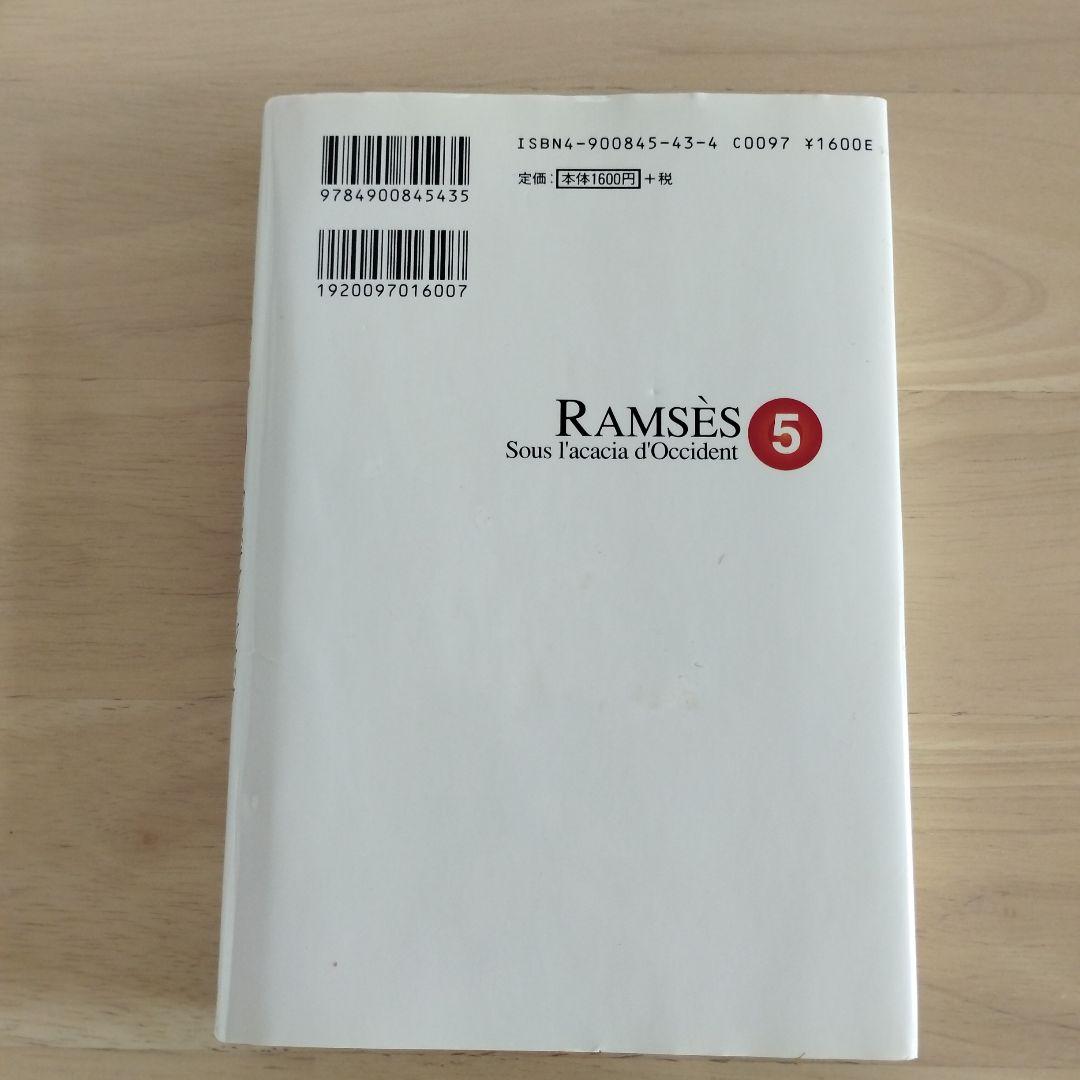 ISBN4-900845-43-4 C0097 ¥1600E
定価:本体1600円+税
9784900845435
1920097016007
RAMSÈS 5
Sous l'acacia d'Occident